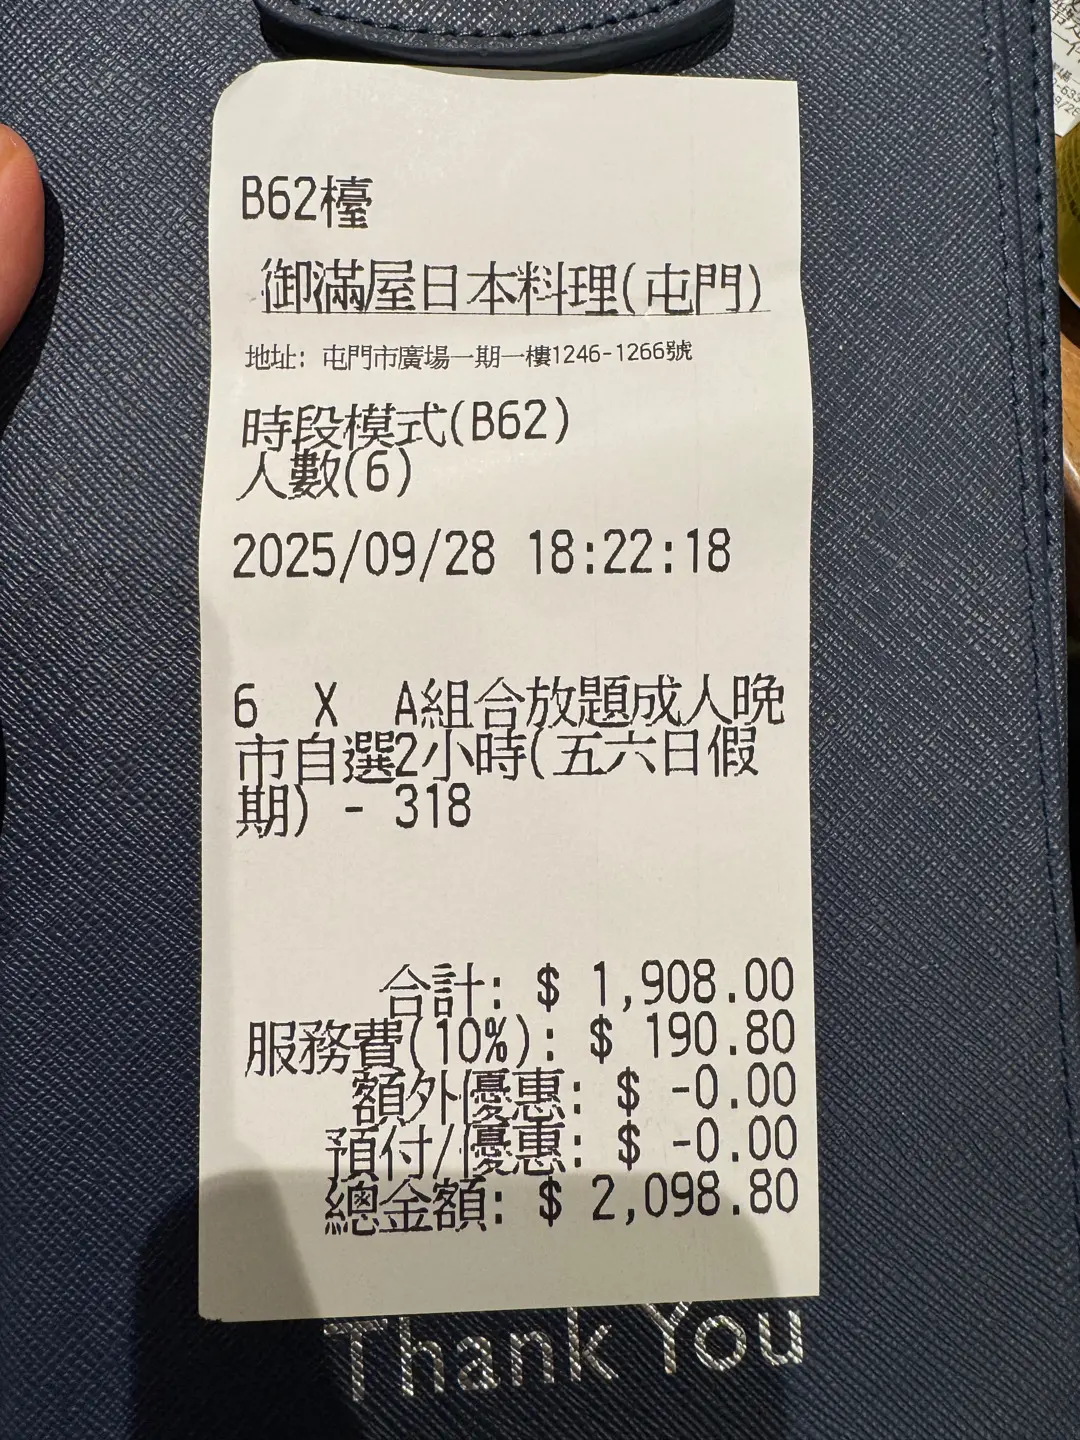 B62檯
御滿屋日本料理(屯門)
地址: 屯門市廣場一期一樓1246-1266號
時段模式(B62)
人數(6)
2025/09/28 18:22:18
6 X A組合放題成人晚
市自選2小時(五六日假
期) - 318
合計: $ 1,908.00
服務費(10%): $ 190.80
額外優惠: $ -0.00
預付/優惠: $ -0.00
總金額: $ 2,098.80
Thank You